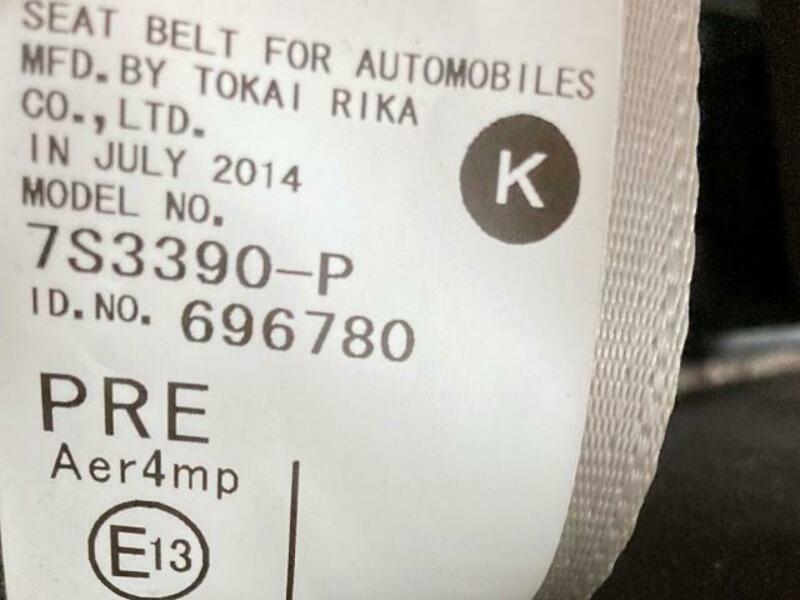 SEAT BELT FOR AUTOMOBILES
MFD. BY TOKAI RIKA
CO., LTD.
IN JULY 2014
K
MODEL NO.
7S3390-P
ID. NO. 696780
PRE
Aer4mp
E13